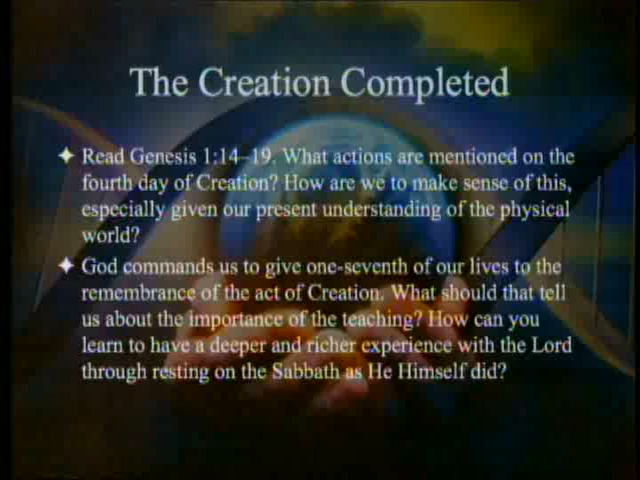 The Creation Completed
Read Genesis 1:14–19. What actions are mentioned on the
fourth day of Creation? How are we to make sense of this,
especially given our present understanding of the physical
world?
God commands us to give one-seventh of our lives to the
remembrance of the act of Creation. What should that tell
us about the importance of the teaching? How can you
learn to have a deeper and richer experience with the Lord
through resting on the Sabbath as He Himself did?